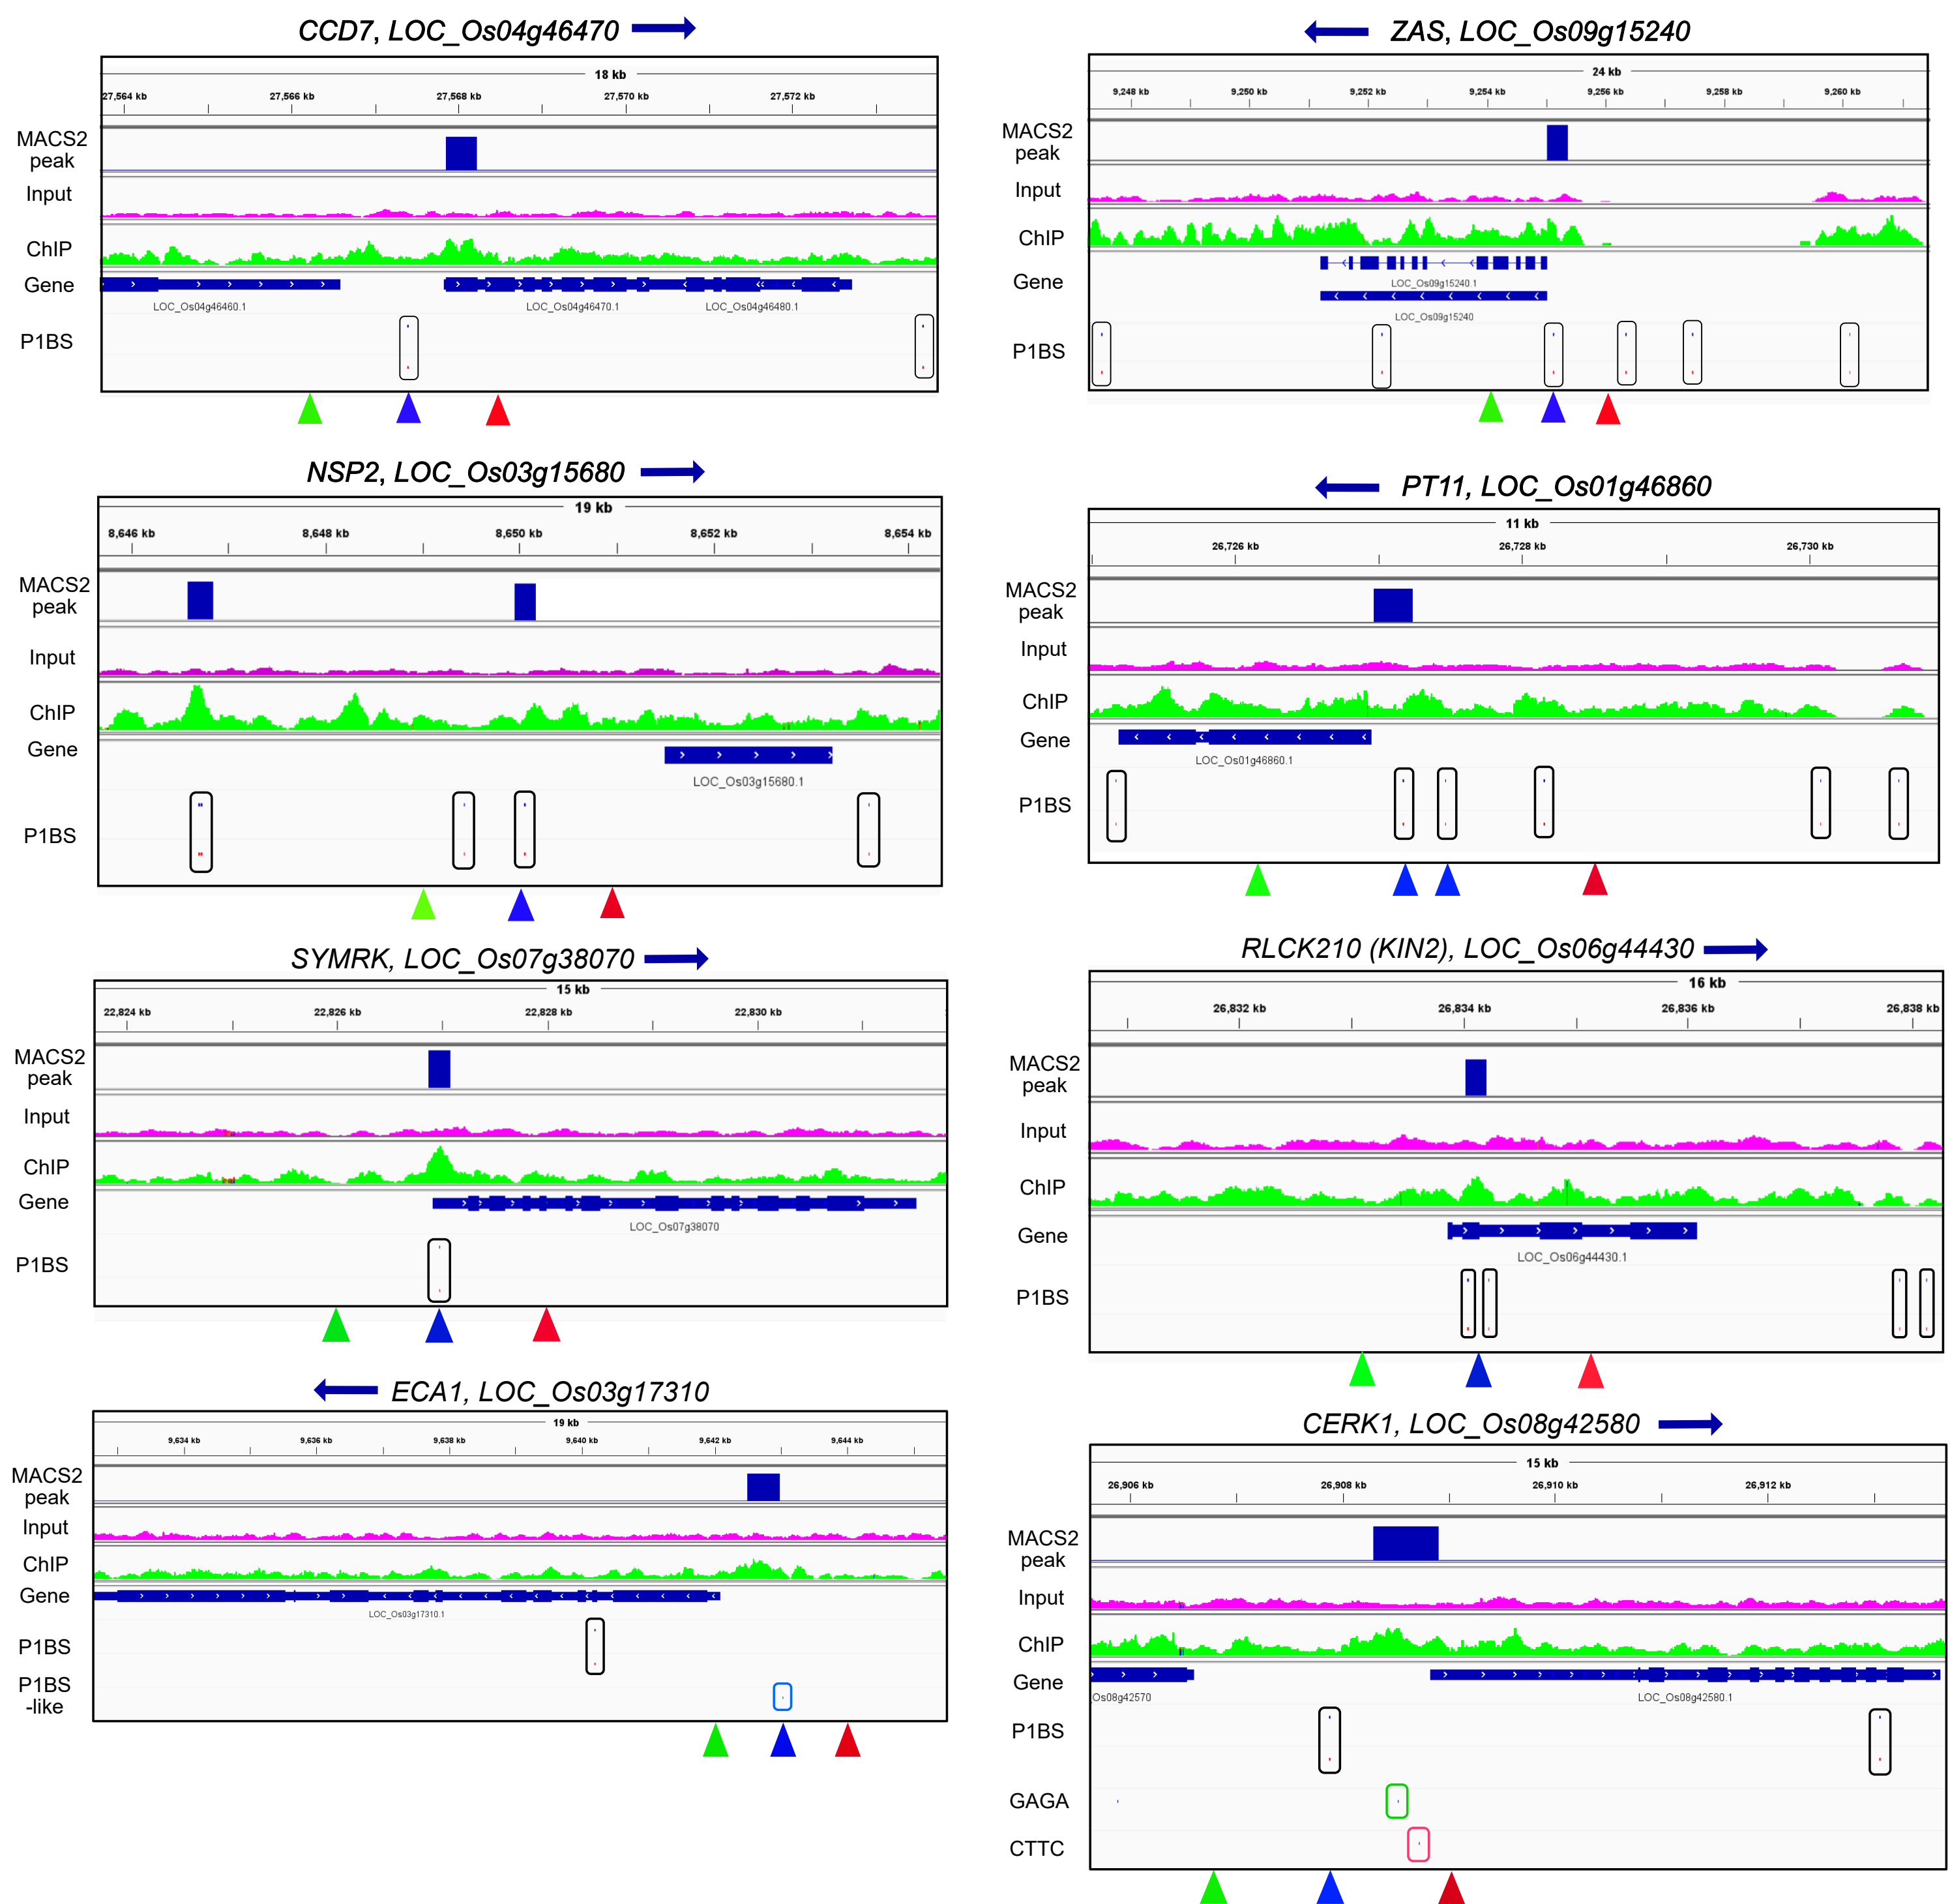 CCD7, LOC_Os04g46470
18 kb
27,564 kb 27,566 kb 27,568 kb 27,570 kb 27,572 kb
MACS2
peak
Input
ChIP
Gene
LOC_Os04g46460.1 LOC_Os04g46470.1 LOC_Os04g46480.1
P1BS
ZAS, LOC_Os09g15240
24 kb
9,248 kb 9,250 kb 9,252 kb 9,254 kb 9,256 kb 9,258 kb 9,260 kb
MACS2
peak
Input
ChIP
Gene
LOC_Os09g15240.1
LOC_Os09g15240
P1BS
NSP2, LOC_Os03g15680
19 kb
8,646 kb 8,648 kb 8,650 kb 8,652 kb 8,654 kb
MACS2
peak
Input
ChIP
Gene
LOC_Os03g15680.1
P1BS
PT11, LOC_Os01g46860
11 kb
26,726 kb 26,728 kb 26,730 kb
MACS2
peak
Input
ChIP
Gene
LOC_Os01g46860.1
P1BS
SYMRK, LOC_Os07g38070
15 kb
22,824 kb 22,826 kb 22,828 kb 22,830 kb
MACS2
peak
Input
ChIP
Gene
LOC_Os07g38070
P1BS
RLCK210 (KIN2), LOC_Os06g44430
16 kb
26,832 kb 26,834 kb 26,836 kb 26,838 kb
MACS2
peak
Input
ChIP
Gene
LOC_Os06g44430.1
P1BS
ECA1, LOC_Os03g17310
19 kb
9,634 kb 9,636 kb 9,638 kb 9,640 kb 9,642 kb 9,644 kb
MACS2
peak
Input
ChIP
Gene
LOC_Os03g17310.1
P1BS
P1BS
-like
CERK1, LOC_Os08g42580
15 kb
26,906 kb 26,908 kb 26,910 kb 26,912 kb
MACS2
peak
Input
ChIP
Gene
Os08g42570 LOC_Os08g42580.1
P1BS
GAGA
CTTC